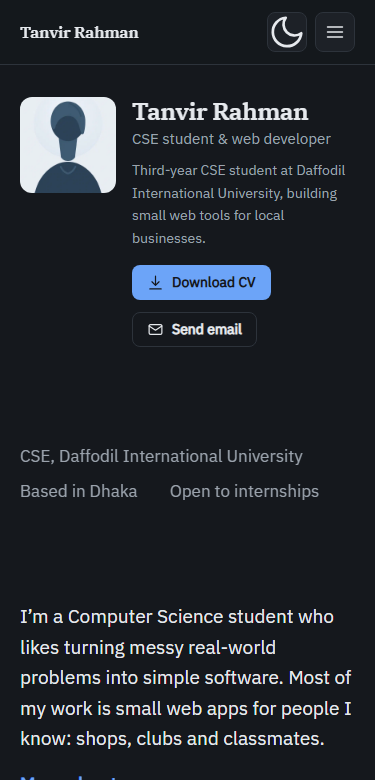 Tanvir Rahman
Tanvir Rahman
CSE student & web developer
Third-year CSE student at Daffodil
International University, building
small web tools for local
businesses.
Download CV
Send email
CSE, Daffodil International University
Based in Dhaka Open to internships
I’m a Computer Science student who
likes turning messy real-world
problems into simple software. Most of
my work is small web apps for people I
know: shops, clubs and classmates.